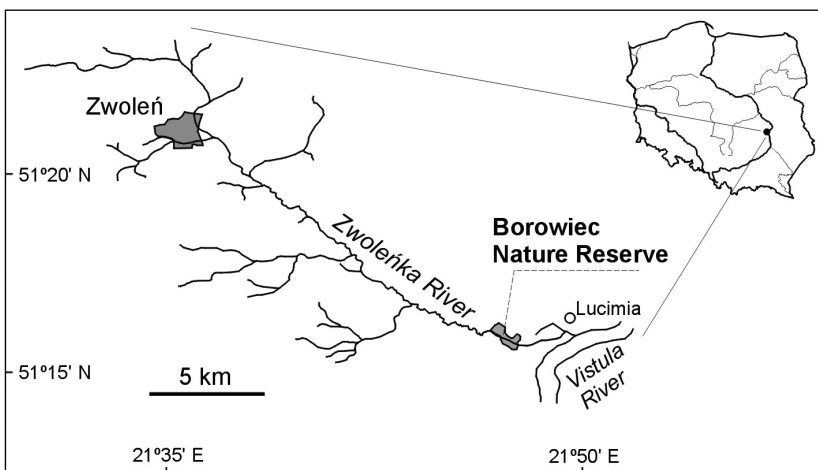 Zwoleń
51º20' N
Zwoleńka River
Borowiec
Nature Reserve
Lucimia
Vistula
River
51º15' N
5 km
21º35' E
21º50' E